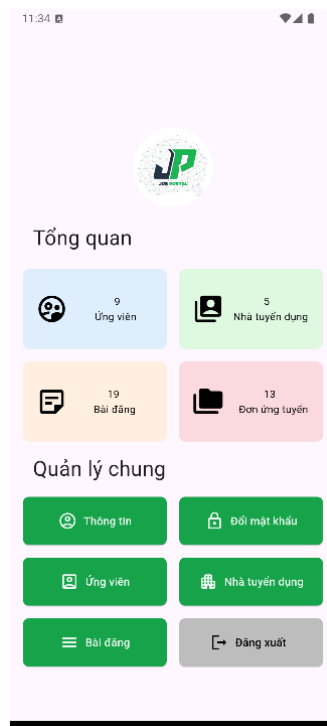 11:34
JOB PORTAL
Tổng quan
9
Ứng viên
5
Nhà tuyển dụng
19
Bài đăng
13
Đơn ứng tuyển
Quản lý chung
Thông tin
Đổi mật khẩu
Ứng viên
Nhà tuyển dụng
Bài đăng
Đăng xuất